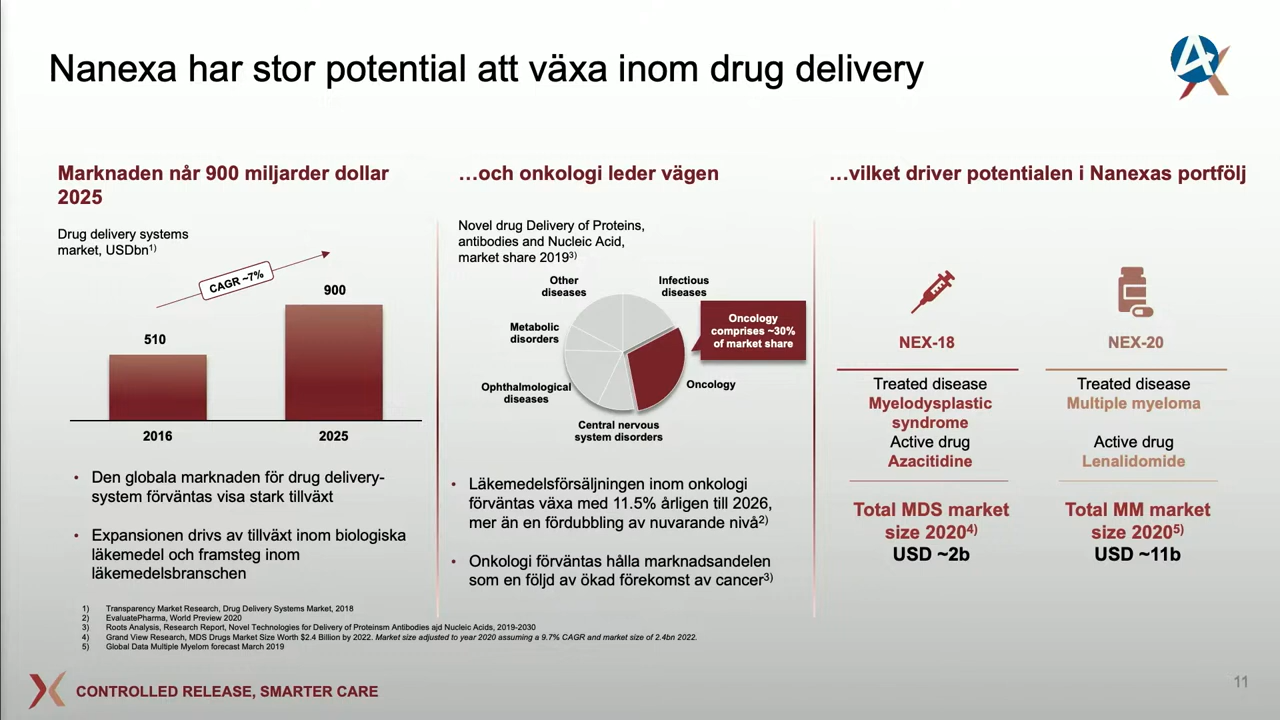 Nanexa har stor potential att växa inom drug delivery
Marknaden når 900 miljarder dollar
2025
Drug delivery systems
market, USDbn1)
CAGR ~7%
510
900
2016
2025
• Den globala marknaden för drug delivery-
system förväntas visa stark tillväxt
• Expansionen drivs av tillväxt inom biologiska
läkemedel och framsteg inom
läkemedelsbranschen
…och onkologi leder vägen
Novel drug Delivery of Proteins,
antibodies and Nucleic Acid,
market share 20193)
Other
diseases
Infectious
diseases
Metabolic
disorders
Oncology
comprises ~30%
of market share
Ophthalmological
diseases
Oncology
Central nervous
system disorders
• Läkemedelsförsäljningen inom onkologi
förväntas växa med 11.5% årligen till 2026,
mer än en fördubbling av nuvarande nivå2)
• Onkologi förväntas hålla marknadsandelen
som en följd av ökad förekomst av cancer3)
…vilket driver potentialen i Nanexas portfölj
NEX-18
Treated disease
Myelodysplastic
syndrome
Active drug
Azacitidine
Total MDS market
size 20204)
USD ~2b
NEX-20
Treated disease
Multiple myeloma
Active drug
Lenalidomide
Total MM market
size 20205)
USD ~11b
1) Transparency Market Research, Drug Delivery Systems Market, 2018
2) EvaluatePharma, World Preview 2020
3) Roots Analysis, Research Report, Novel Technologies for Delivery of Proteinsm Antibodies ajd Nucleic Acids, 2019-2030
4) Grand View Research, MDS Drugs Market Size Worth $2.4 Billion by 2022. Market size adjusted to year 2020 assuming a 9.7% CAGR and market size of 2.4bn 2022.
5) Global Data Multiple Myelom forecast March 2019
CONTROLLED RELEASE, SMARTER CARE
11